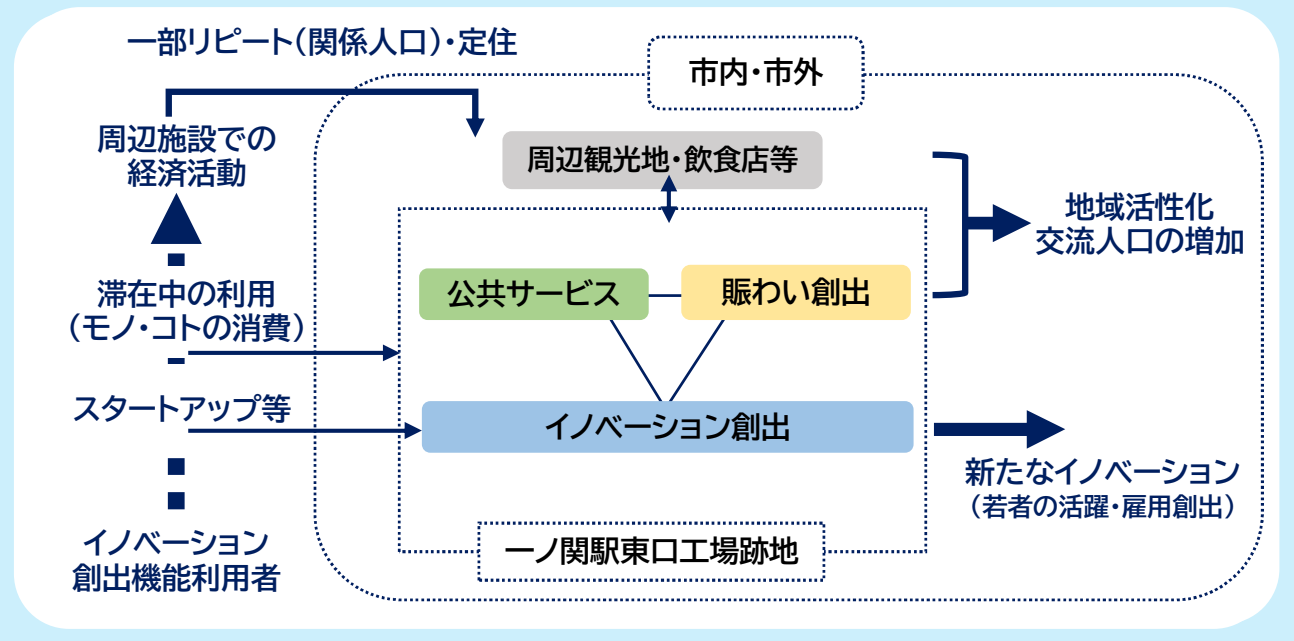 一部リピート（関係人口）・定住
市内・市外
周辺施設での
経済活動
周辺観光地・飲食店等
地域活性化
交流人口の増加
滞在中の利用
（モノ・コトの消費）
公共サービス
賑わい創出
スタートアップ等
イノベーション創出
新たなイノベーション
（若者の活躍・雇用創出）
イノベーション
創出機能利用者
一ノ関駅東口工場跡地